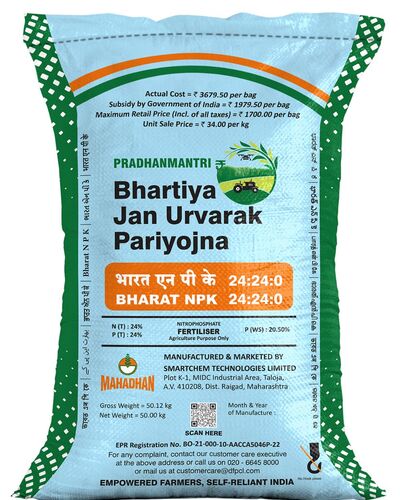 Actual Cost = ₹ 3679.50 per bag
Subsidy by Government of India = ₹ 1979.50 per bag
Maximum Retail Price (Incl. of all taxes) = ₹ 1700.00 per bag
Unit Sale Price = ₹ 34.00 per kg
PRADHANMANTRI
Bhartiya
Jan Urvarak
Pariyojna
भारत एन पी के 24:24:0
BHARAT NPK 24:24:0
N (T) : 24%
P (T) : 24%
NITROPHOSPHATE
FERTILISER
Agriculture Purpose Only
P (WS) : 20.50%
MAHADHAN
MANUFACTURED & MARKETED BY
SMARTCHEM TECHNOLOGIES LIMITED
Plot K-1, MIDC Industrial Area, Taloja,
A.V. 410208, Dist. Raigad, Maharashtra
Gross Weight = 50.12 kg
Net Weight = 50.00 kg
SCAN HERE
Month & Year
of Manufacture :
EPR Registration No. BO-21-000-10-AACCA5046P-22
For any complaint, contact our customer care executive
at the above address or call us on 020 - 6645 8000
or mail us at customercare@dfpcl.com
EMPOWERED FARMERS, SELF-RELIANT INDIA
भारत एन पी के
Bharat N P K